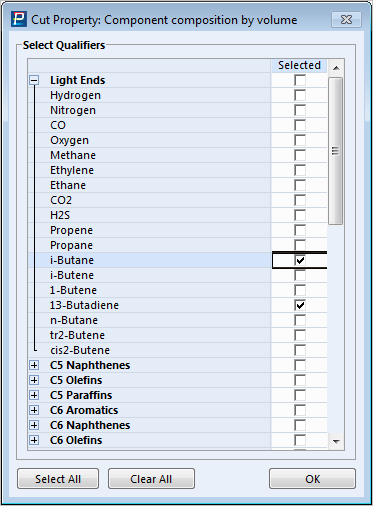 Cut Property: Component composition by volume
Select Qualifiers
Selected
Light Ends
Hydrogen
Nitrogen
CO
Oxygen
Methane
Ethylene
Ethane
CO2
H2S
Propene
Propane
i-Butane
i-Butene
1-Butene
13-Butadiene
n-Butane
tr2-Butene
cis2-Butene
C5 Naphthenes
C5 Olefins
C5 Paraffins
C6 Aromatics
C6 Naphthenes
C6 Olefins
Select All Clear All OK